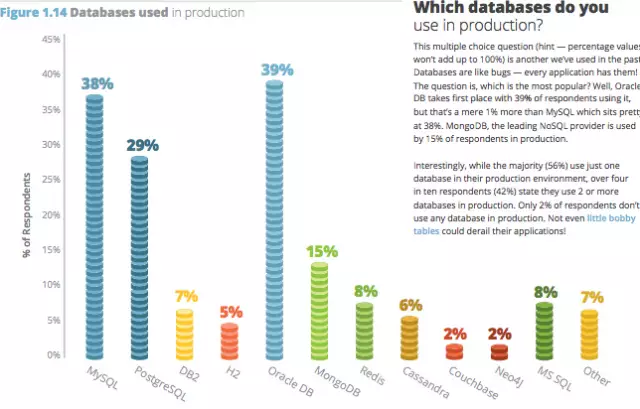 Figure 1.14 Databases used in production
45%
40%
35%
30%
25%
20%
15%
10%
5%
0%
% of Respondents
38%
29%
7%
5%
39%
15%
8%
6%
2%
2%
8%
7%
MySQL
PostgreSQL
DB2
H2
Oracle DB
MongoDB
Redis
Cassandra
Couchbase
Neo4J
MS SQL
Other
Which databases do you
use in production?
This multiple choice question (hint — percentage values
won't add up to 100%) is another we've used in the past
Databases are like bugs — every application has them!
The question is, which is the most popular? Well, Oracle
DB takes first place with 39% of respondents using it,
but that's a mere 1% more than MySQL which sits prett
at 38%. MongoDB, the leading NoSQL provider is used
by 15% of respondents in production.
Interestingly, while the majority (56%) use just one
database in their production environment, over four
in ten respondents (42%) state they use 2 or more
databases in production. Only 2% of respondents don't
use any database in production. Not even little bobby
tables could derail their applications!